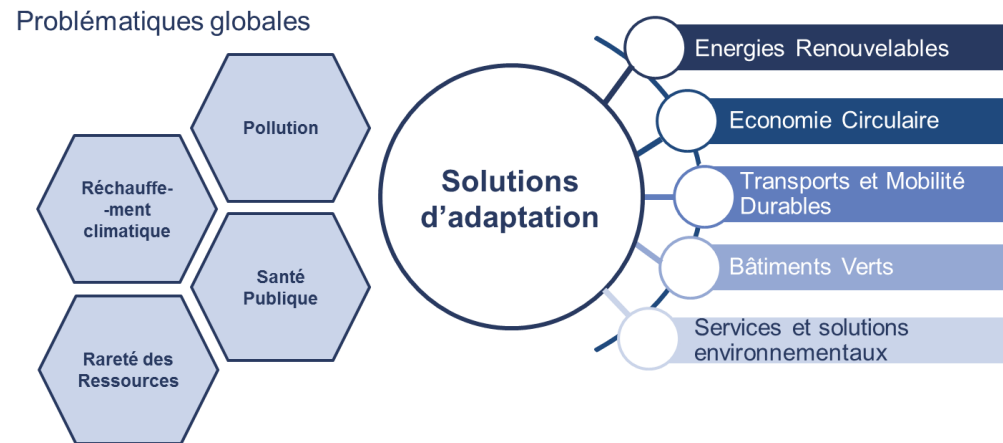 Problématiques globales
Pollution
Réchauffe-
-ment
climatique
Santé
Publique
Rareté des
Ressources
Solutions
d’adaptation
Energies Renouvelables
Economie Circulaire
Transports et Mobilité
Durables
Bâtiments Verts
Services et solutions
environnementaux